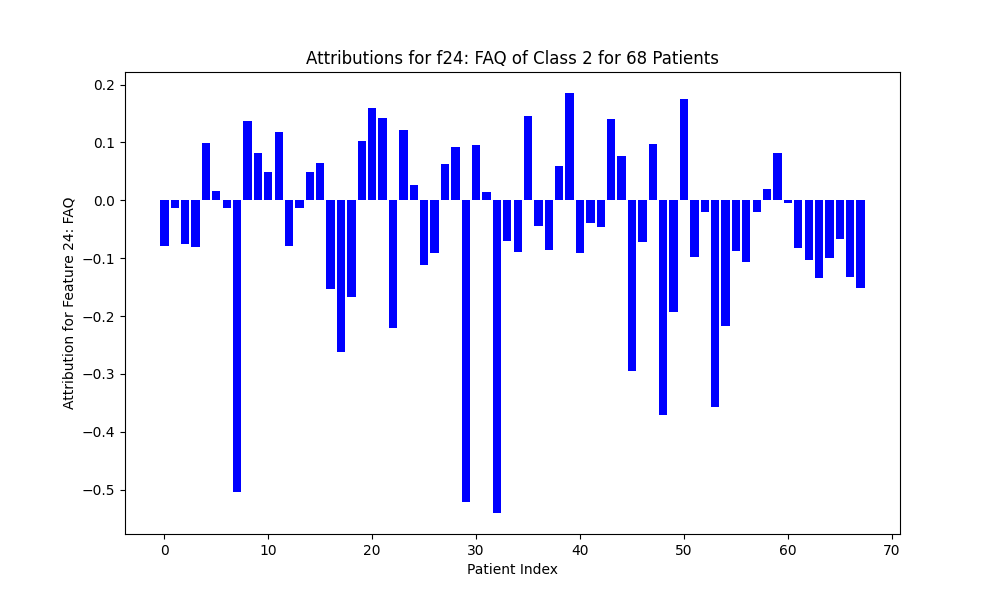 Attributions for f24: FAQ of Class 2 for 68 Patients
Attribution for Feature 24: FAQ
0.2
0.1
0.0
−0.1
−0.2
−0.3
−0.4
−0.5
0 10 20 30 40 50 60 70
Patient Index